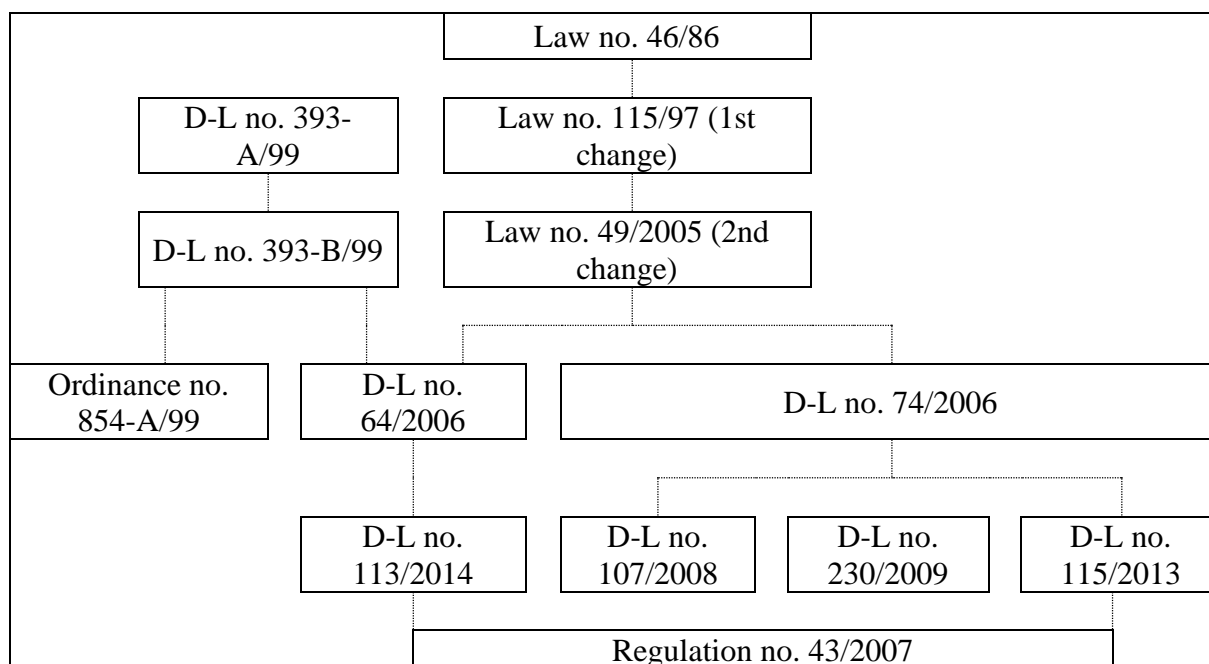 Law no. 46/86
D-L no. 393-
A/99
Law no. 115/97 (1st
change)
D-L no. 393-B/99
Law no. 49/2005 (2nd
change)
Ordinance no.
854-A/99
D-L no.
64/2006
D-L no. 74/2006
D-L no.
113/2014
D-L no.
107/2008
D-L no.
230/2009
D-L no.
115/2013
Regulation no. 43/2007